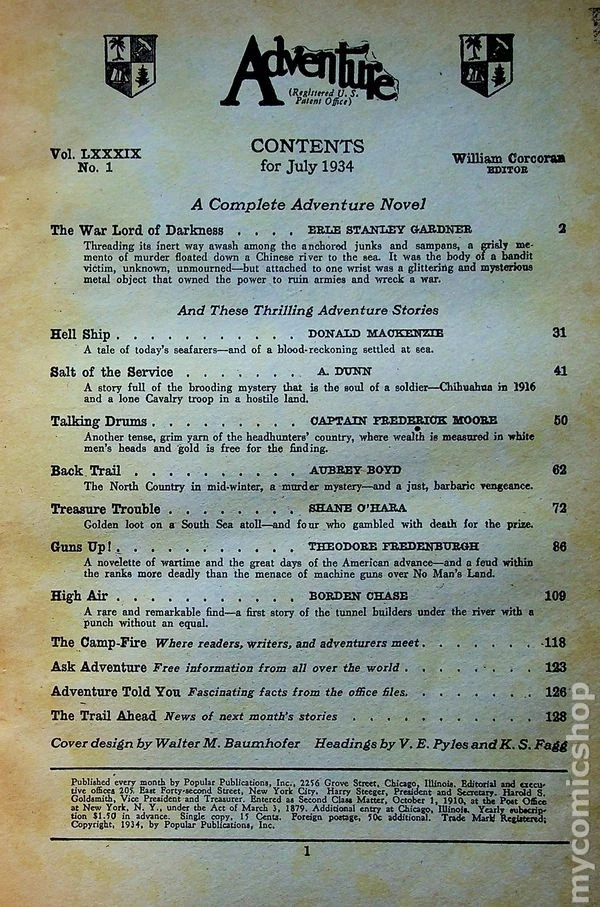 Adventure
(Registered U. S.
Patent Office)
CONTENTS
for July 1934
Vol. LXXXIX
No. 1
William Corcoran
EDITOR
A Complete Adventure Novel
The War Lord of Darkness . . . . ERLE STANLEY GARDNER 2
Threading its inert way awash among the anchored junks and sampans, a grisly me-
mento of murder floated down a Chinese river to the sea. It was the body of a bandit
victim, unknown, unmourned—but attached to one wrist was a glittering and mysterious
metal object that owned the power to ruin armies and wreck a war.
And These Thrilling Adventure Stories
Hell Ship . . . . . . . . . . . DONALD MACKENZIE 31
A tale of today's seafarers—and of a blood-reckoning settled at sea.
Salt of the Service . . . . . . . A. DUNN 41
A story full of the brooding mystery that is the soul of a soldier—Chihuahua in 1916
and a lone Cavalry troop in a hostile land.
Talking Drums . . . . . . . . . CAPTAIN FREDERICK MOORE 50
Another tense, grim yarn of the headhunters' country, where wealth is measured in white
men's heads and gold is free for the finding.
Back Trail . . . . . . . . . . AUBREY BOYD 62
The North Country in mid-winter, a murder mystery—and a just, barbaric vengeance.
Treasure Trouble . . . . . . . . SHANE O'HARA 72
Golden loot on a South Sea atoll—and four who gambled with death for the prize.
Guns Up! . . . . . . . . . . . THEODORE FREDENBURGH 86
A novelette of wartime and the great days of the American advance—and a feud within
the ranks more deadly than the menace of machine guns over No Man's Land.
High Air . . . . . . . . . . . BORDEN CHASE 109
A rare and remarkable find—a first story of the tunnel builders under the river with a
punch without an equal.
The Camp-Fire Where readers, writers, and adventurers meet . . . . . . . 118
Ask Adventure Free information from all over the world . . . . . . . . 123
Adventure Told You Fascinating facts from the office files. . . . . . . . 126
The Trail Ahead News of next month's stories . . . . . . . . . . . 128
Cover design by Walter M. Baumhofer Headings by V. E. Pyles and K. S. Fagg
Published every month by Popular Publications, Inc., 2256 Grove Street, Chicago, Illinois. Editorial and execu-
tive offices 205 East Forty-second Street, New York City. Harry Steeger, President and Secretary. Harold S.
Goldsmith, Vice President and Treasurer. Entered as Second Class Matter, October 1, 1910, at the Post Office
at New York, N. Y., under the Act of March 3, 1879. Additional entry at Chicago, Illinois. Yearly subscrip-
tion $1.50 in advance. Single copy, 15 Cents. Foreign postage, 50c additional. Trade Mark Registered;
Copyright, 1934, by Popular Publications, Inc.
1
mycomicshop